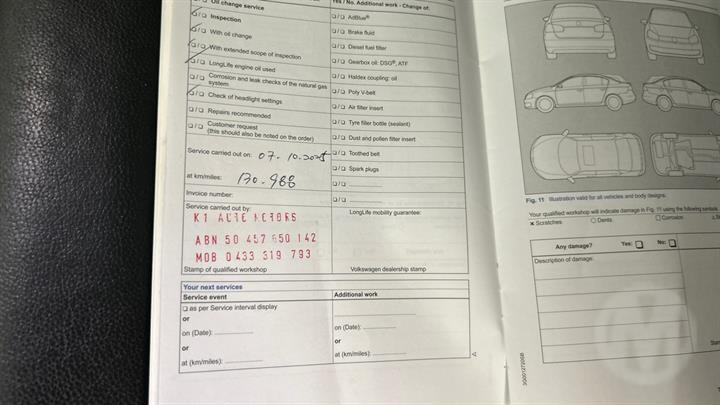 Oil change service
Inspection
With oil change
With extended scope of inspection
LongLife engine oil used
Corrosion and leak checks of the natural gas
system
Check of headlight settings
Repairs recommended
Customer request
(this should also be noted on the order)
Service carried out on: 07.10.2025
at km/miles: 130.988
Invoice number:
Service carried out by:
K1 AUTO MOTORS
ABN 50 457 650 142
MOB 0433 319 793
Stamp of qualified workshop
Yes / No. Additional work - Change of:
AdBlue®
Brake fluid
Diesel fuel filter
Gearbox oil: DSG®, ATF
Haldex coupling: oil
Poly V-belt
Air filter insert
Tyre filler bottle (sealant)
Dust and pollen filter insert
Toothed belt
Spark plugs
LongLife mobility guarantee:
Volkswagen dealership stamp
Your next services
Service event
Additional work
as per Service interval display
or
on (Date):
or
at (km/miles):
on (Date):
or
at (km/miles):
Fig. 11 Illustration valid for all vehicles and body designs.
Your qualified workshop will indicate damage in Fig. 11 using the following symbols
x Scratches: O Dents: □ Corrosion:
Any damage? Yes: No:
Description of damage:
3G0012720SB